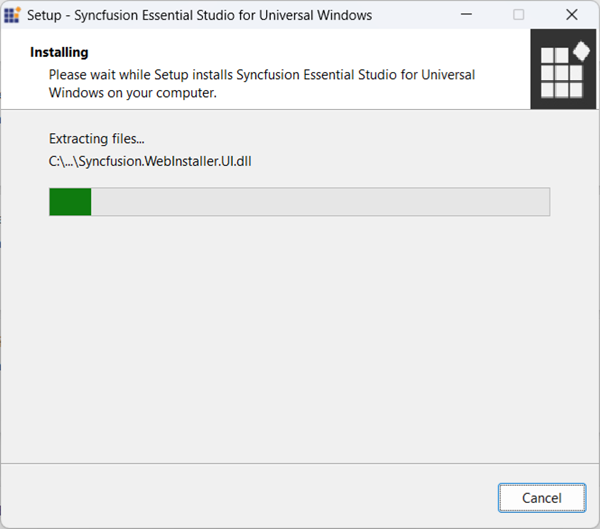 Setup - Syncfusion Essential Studio for Universal Windows
Installing
Please wait while Setup installs Syncfusion Essential Studio for Universal
Windows on your computer.
Extracting files...
C:\...\Syncfusion.WebInstaller.UI.dll
Cancel